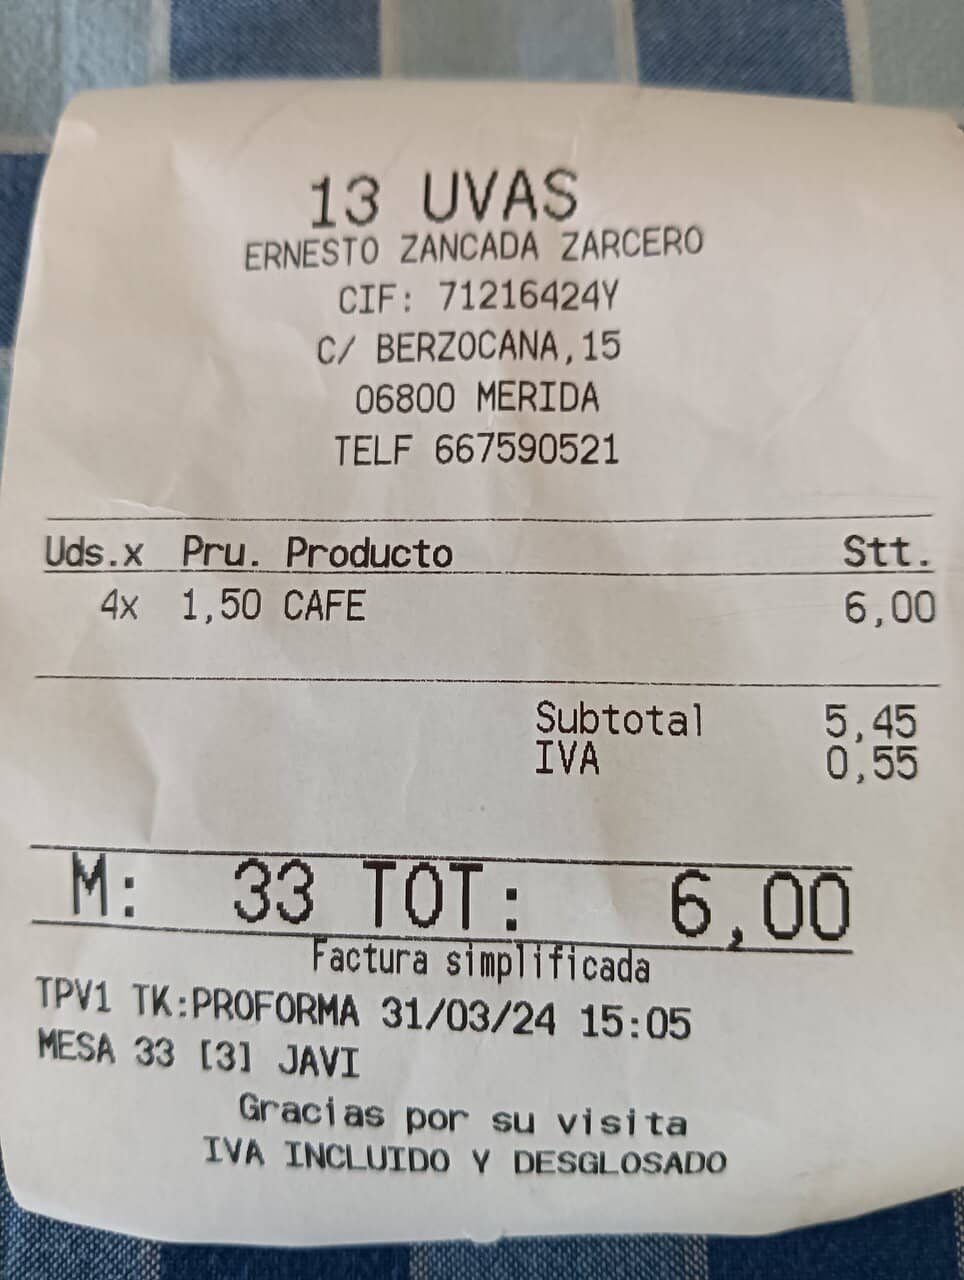 13 UVAS
ERNESTO ZANCADA ZARCERO
CIF: 71216424Y
C/ BERZOCANA,15
06800 MERIDA
TELF 667590521
Uds.x Pru. Producto Stt.
4x 1,50 CAFE 6,00
Subtotal 5,45
IVA 0,55
M: 33 TOT: 6,00
Factura simplificada
TPV1 TK:PROFORMA 31/03/24 15:05
MESA 33 [3] JAVI
Gracias por su visita
IVA INCLUIDO Y DESGLOSADO